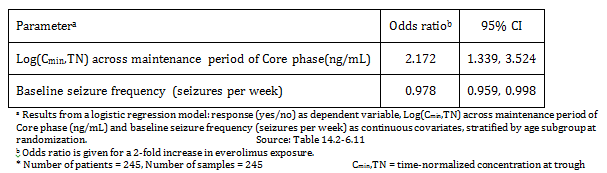 Parameterª Odds ratioᵇ 95% CI
Log(Cmin,TN) across maintenance period of Core phase(ng/mL) 2.172 1.339, 3.524
Baseline seizure frequency (seizures per week) 0.978 0.959, 0.998
ª Results from a logistic regression model: response (yes/no) as dependent variable, Log(Cmin,TN) across maintenance period of
Core phase (ng/mL) and baseline seizure frequency (seizures per week) as continuous covariates, stratified by age subgroup at
randomization. Source: Table 14.2-6.11
ᵇ Odds ratio is given for a 2-fold increase in everolimus exposure.
* Number of patients = 245, Number of samples = 245 Cmin,TN = time-normalized concentration at trough